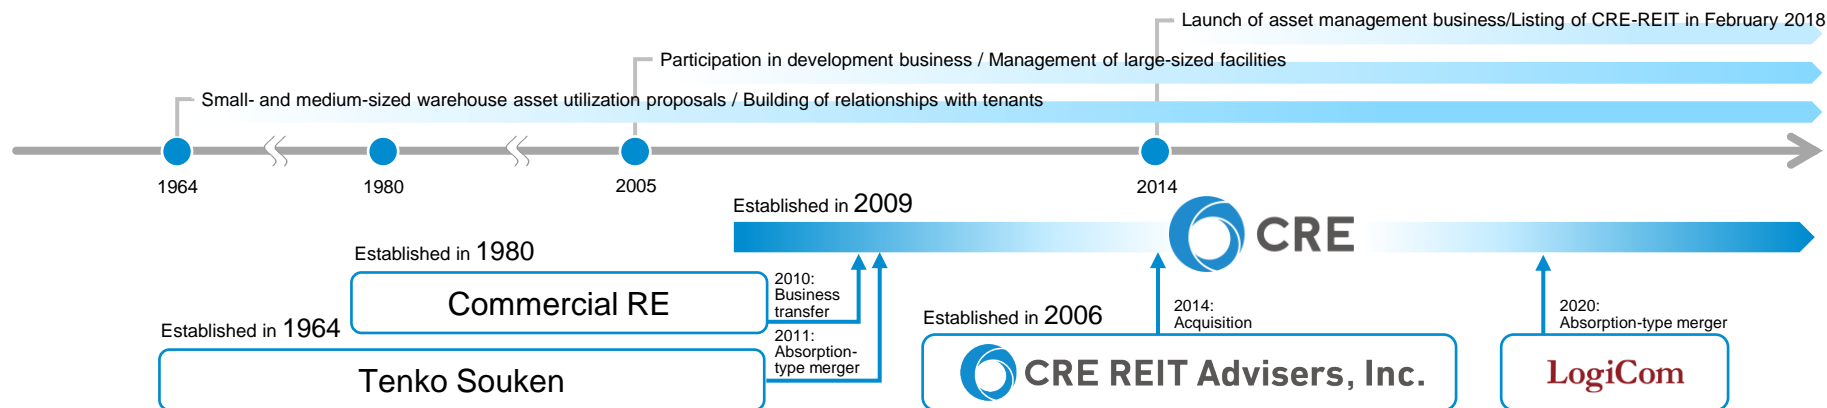 Launch of asset management business/Listing of CRE-REIT in February 2018
Participation in development business / Management of large-sized facilities
Small- and medium-sized warehouse asset utilization proposals / Building of relationships with tenants
1964
1980
2005
2014
Established in 2009
CRE
Established in 1980
Commercial RE
2010:
Business
transfer
Established in 1964
Tenko Souken
2011:
Absorption-
type merger
Established in 2006
2014:
Acquisition
CRE REIT Advisers, Inc.
2020:
Absorption-type merger
LogiCom